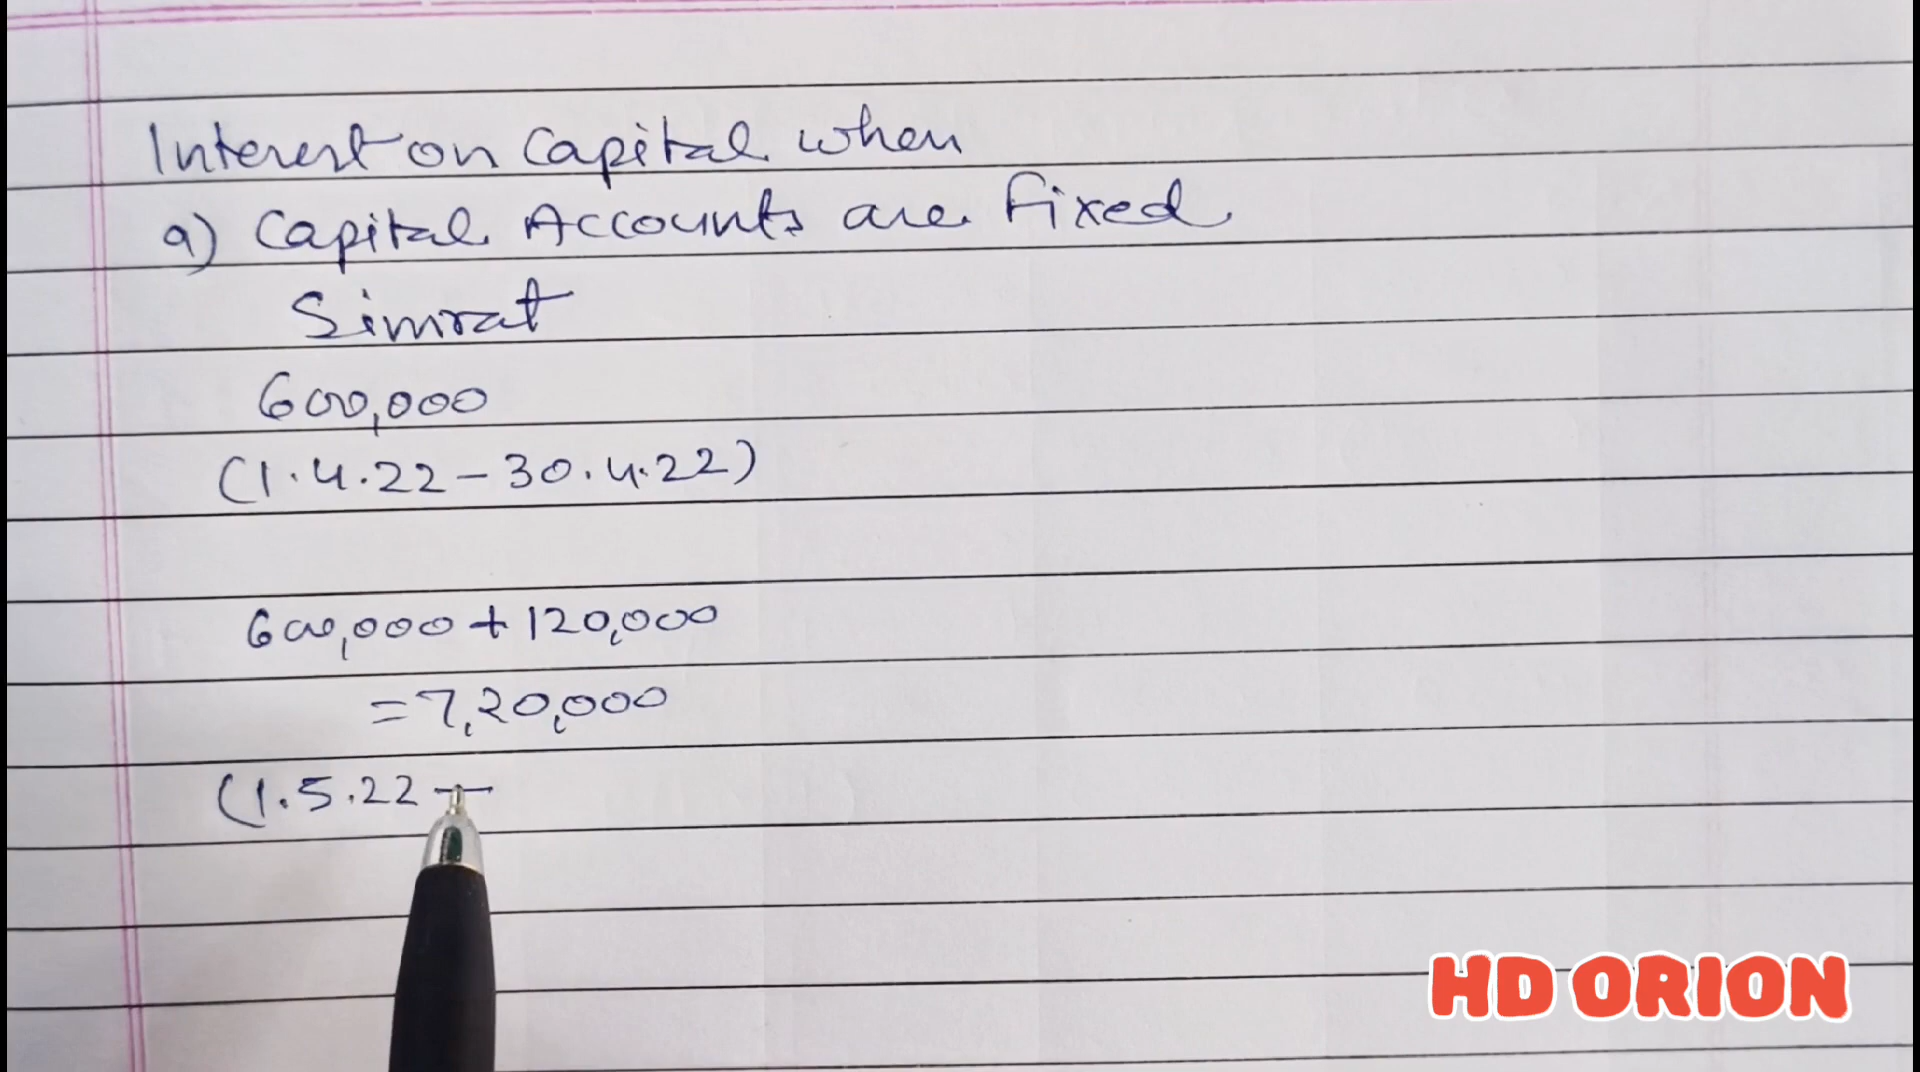 Interest on Capital when
a) Capital Accounts are fixed
Simrat
600,000
(1.4.22-30.4.22)
600,000+120,000
=7,20,000
(1.5.22-
HD ORION